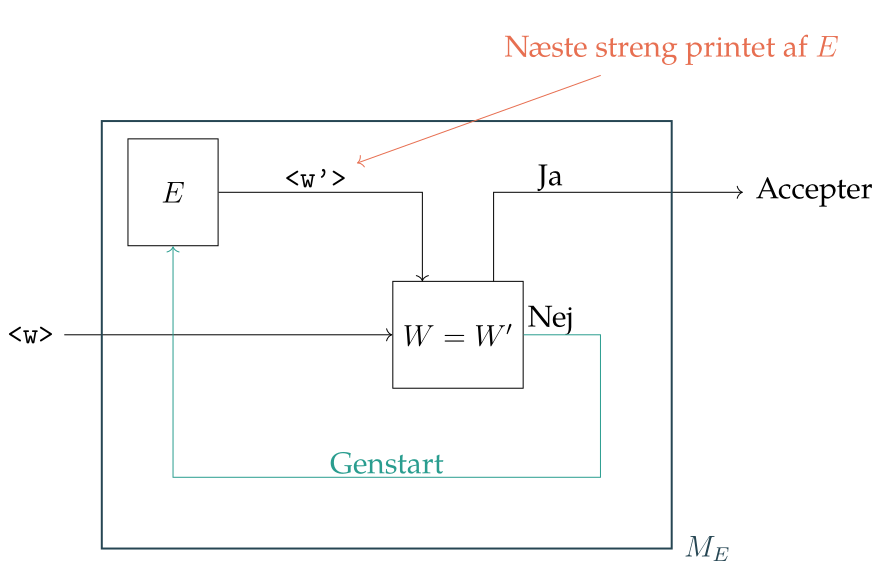 Næste streng printet af E
E
<w'>
Ja
Accepter
<w>
W = W′
Nej
Genstart
M_E